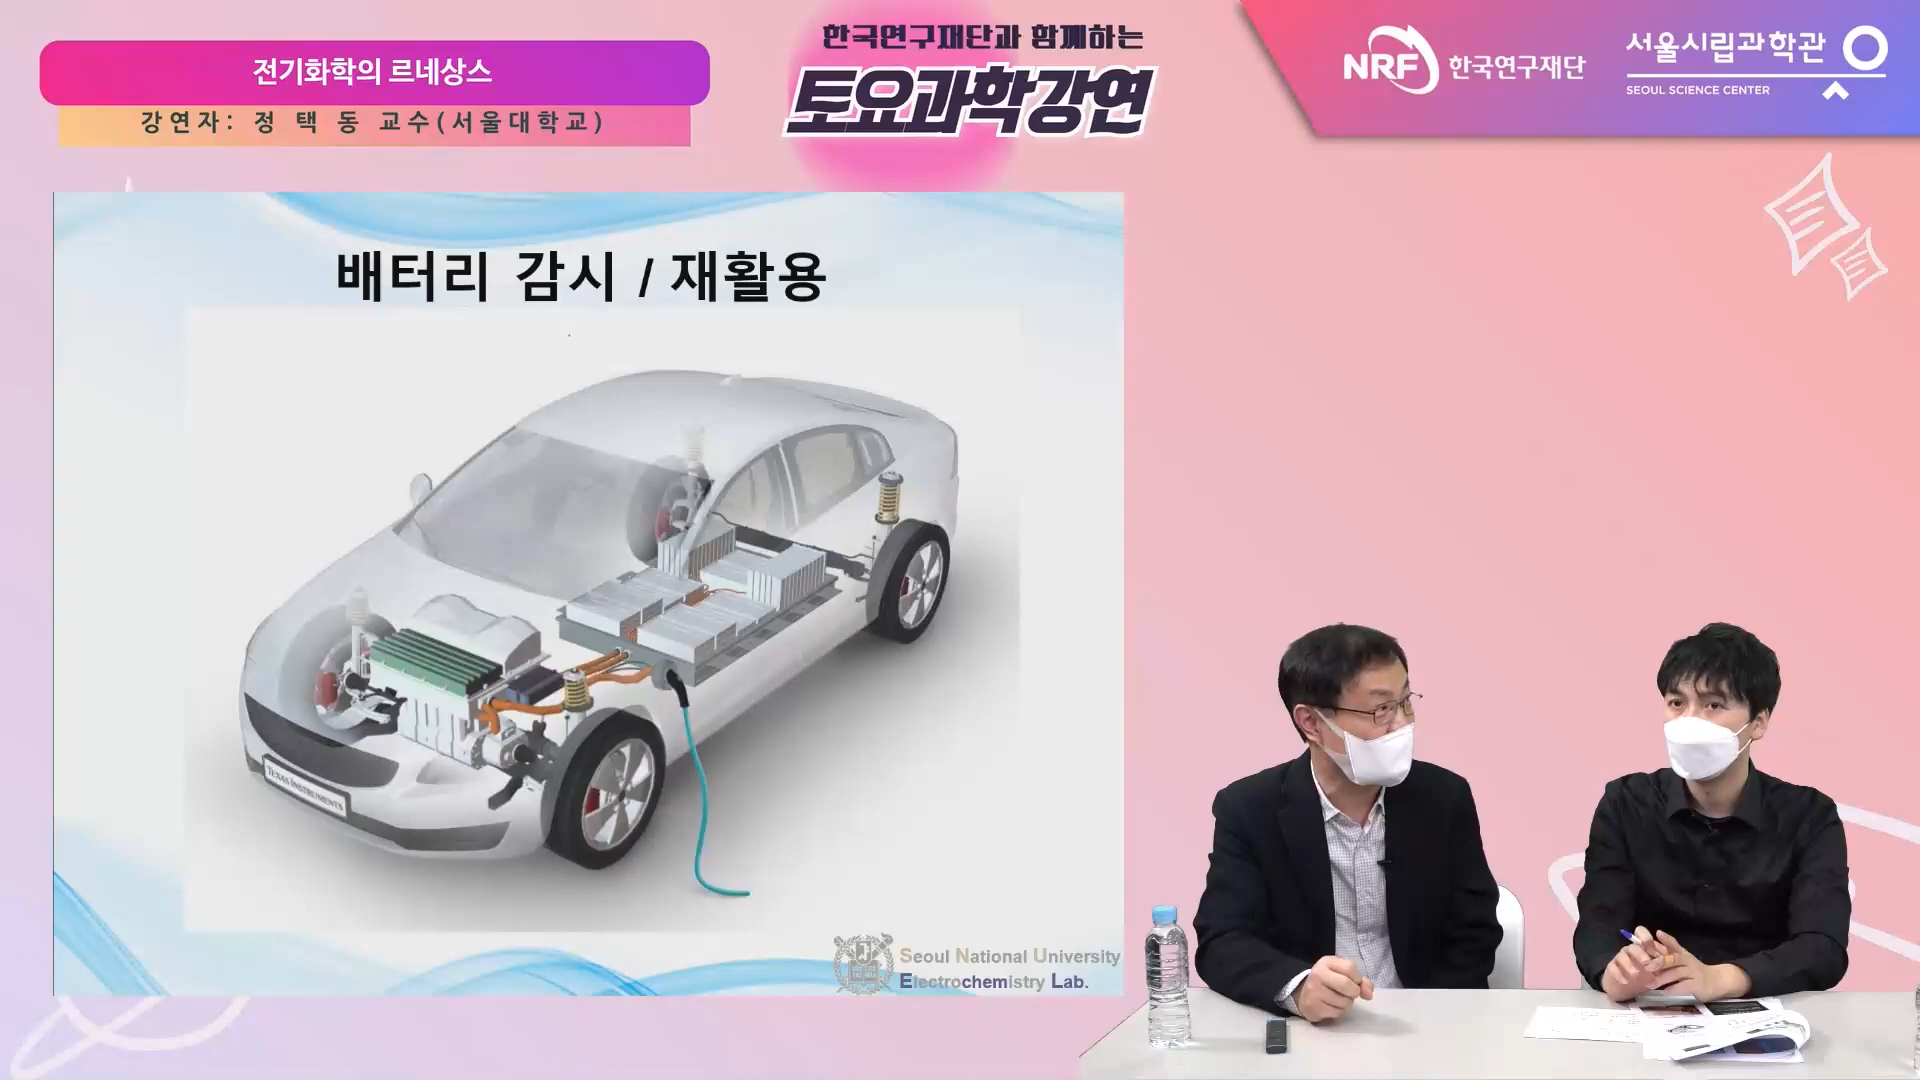 전기화학의 르네상스
강연자: 정 택 동 교수(서울대학교)
한국연구재단과 함께하는
토요과학강연
NRF 한국연구재단
서울시립과학관
SEOUL SCIENCE CENTER
배터리 감시 / 재활용
TEXAS INSTRUMENTS
Seoul National University
Electrochemistry Lab.